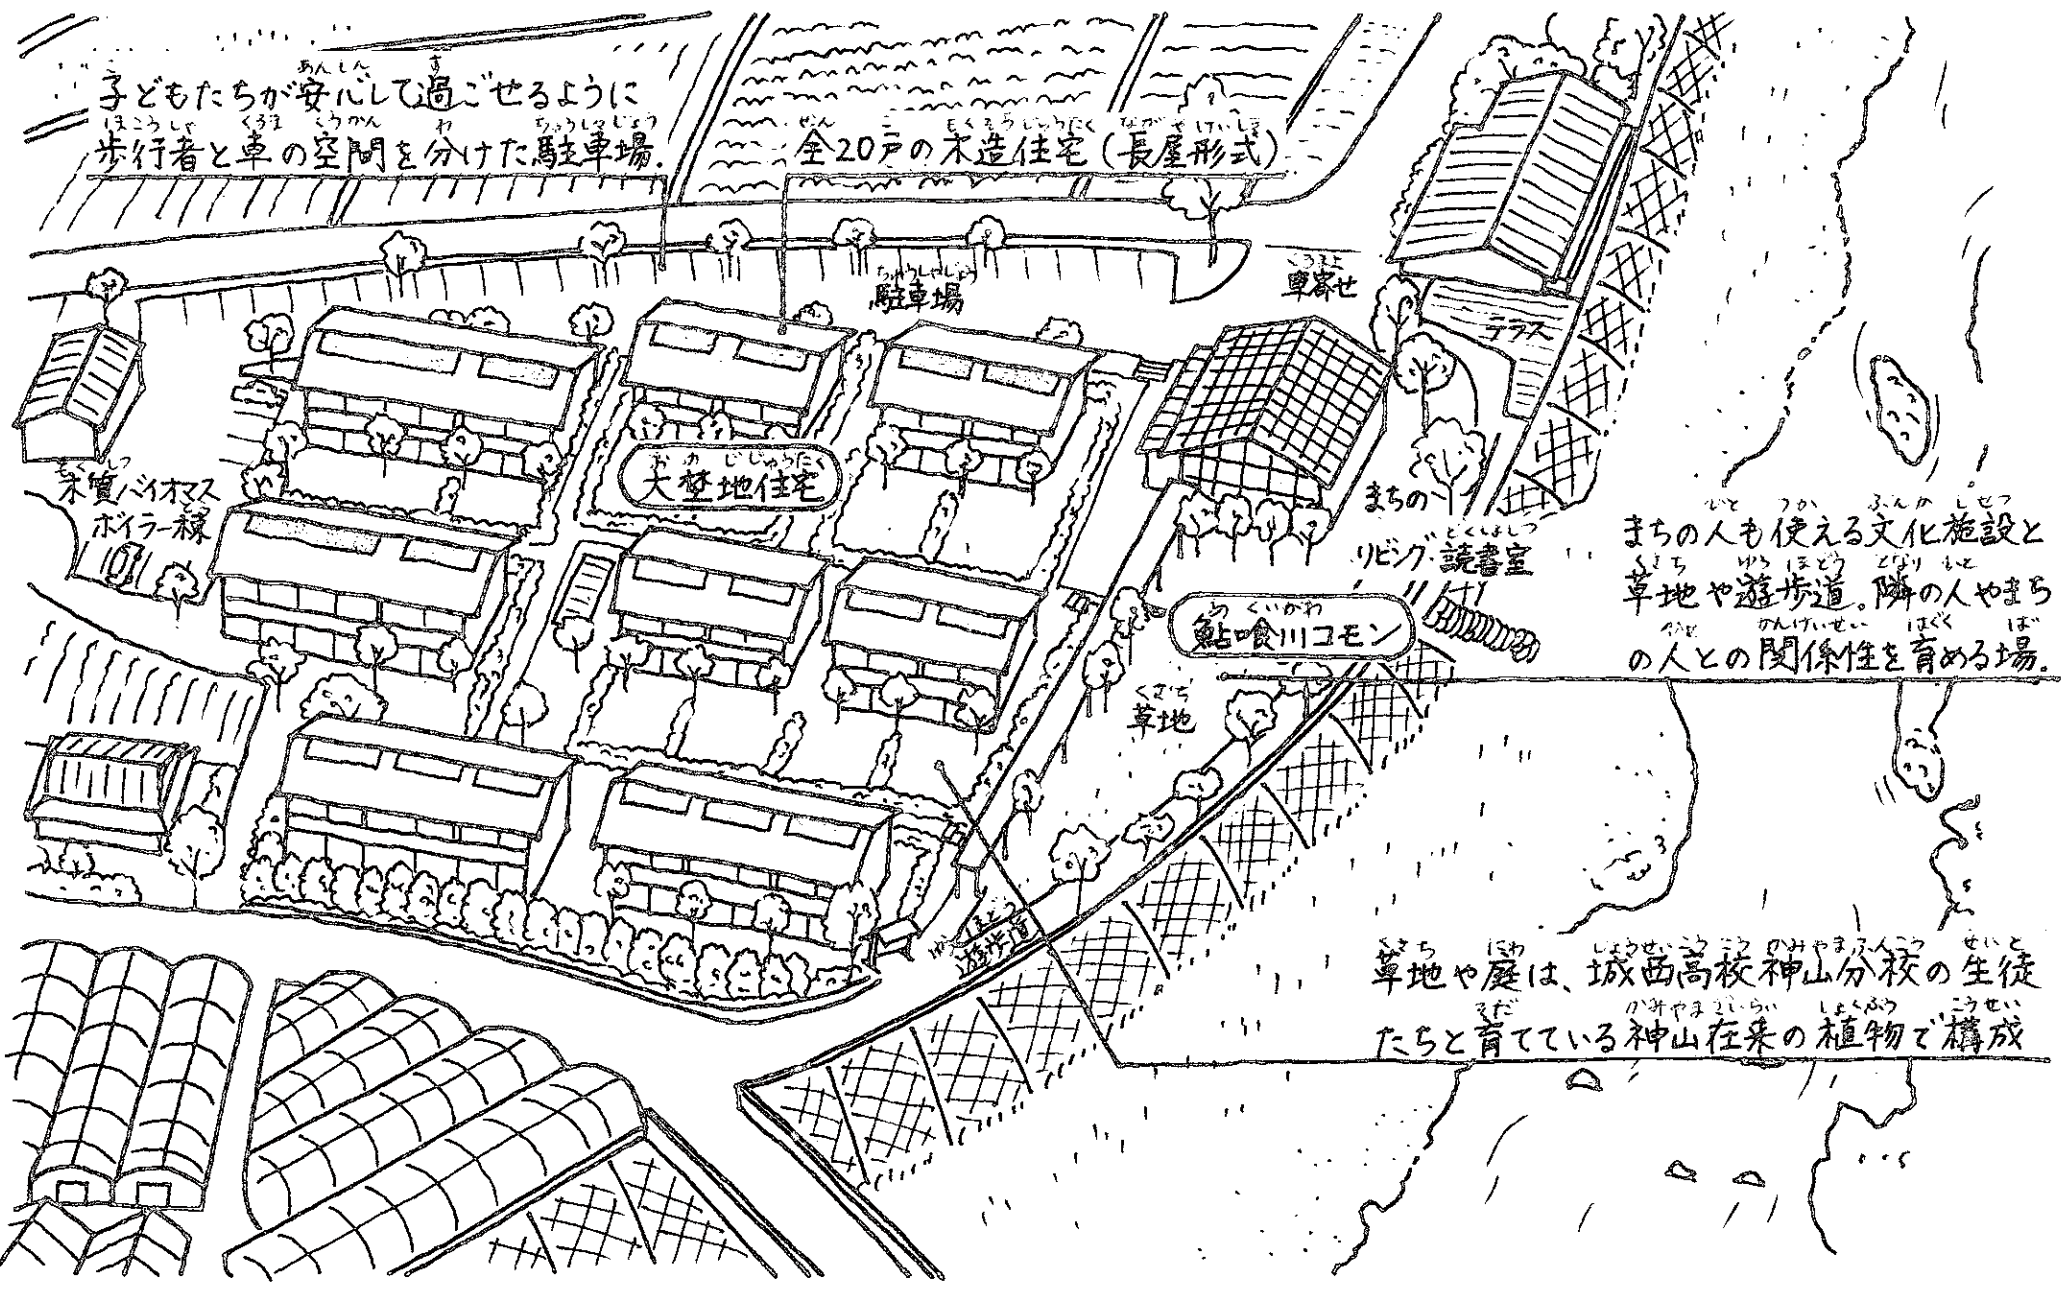 子どもたちが安心して過ごせるように
歩行者と車の空間を分けた駐車場.
全20戸の木造住宅(長屋形式)
駐車場
車寄せ
テラス
木質バイオマス
ボイラー棟
大埜地住宅
まちの
リビング・読書室
鮎喰川コモン
まちの人も使える文化施設と
草地や遊歩道。隣の人やまち
の人との関係性を育める場.
草地
遊歩道
草地や庭は、城西高校神山分校の生徒
たちと育てている神山在来の植物で構成